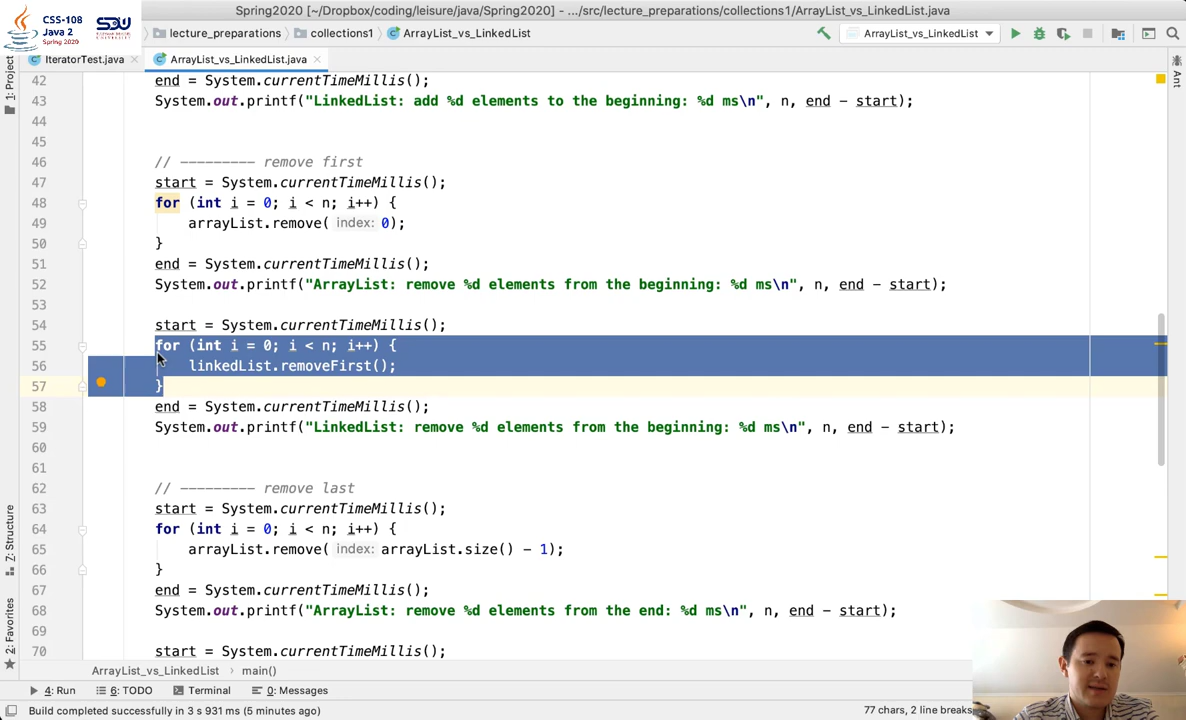 Spring2020 [~/Dropbox/coding/leisure/java/Spring2020] - .../src/lecture_preparations/collections1/ArrayList_vs_LinkedList.java
CSS-108
Java 2
Spring 2020
SDU
lecture_preparations
collections1
ArrayList_vs_LinkedList
ArrayList_vs_LinkedList
IteratorTest.java
ArrayList_vs_LinkedList.java
1: Project
Ant
7: Structure
2: Favorites
42 end = System.currentTimeMillis();
43 System.out.printf("LinkedList: add %d elements to the beginning: %d ms\n", n, end - start);
44
45
46 // --------- remove first
47 start = System.currentTimeMillis();
48 for (int i = 0; i < n; i++) {
49 arrayList.remove( index: 0);
50 }
51 end = System.currentTimeMillis();
52 System.out.printf("ArrayList: remove %d elements from the beginning: %d ms\n", n, end - start);
53
54 start = System.currentTimeMillis();
55 for (int i = 0; i < n; i++) {
56 linkedList.removeFirst();
57 }
58 end = System.currentTimeMillis();
59 System.out.printf("LinkedList: remove %d elements from the beginning: %d ms\n", n, end - start);
60
61
62 // --------- remove last
63 start = System.currentTimeMillis();
64 for (int i = 0; i < n; i++) {
65 arrayList.remove( index: arrayList.size() - 1);
66 }
67 end = System.currentTimeMillis();
68 System.out.printf("ArrayList: remove %d elements from the end: %d ms\n", n, end - start);
69
70 start = System.currentTimeMillis();
ArrayList_vs_LinkedList > main()
4: Run
6: TODO
Terminal
0: Messages
Build completed successfully in 3 s 931 ms (5 minutes ago)
77 chars, 2 line breaks